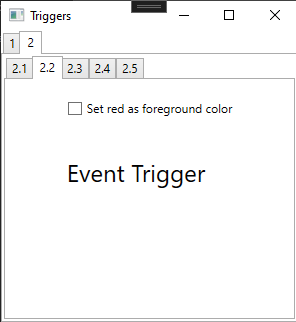 Triggers
1 2
2.1 2.2 2.3 2.4 2.5
Set red as foreground color
Event Trigger